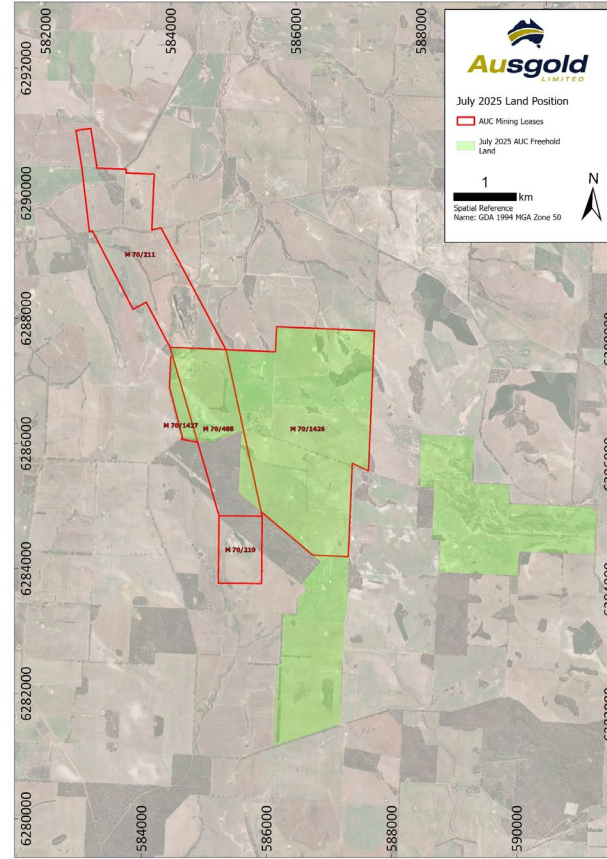 582000
584000
586000
588000
6292000
6290000
6288000
6286000
6284000
6282000
6280000
Ausgold
LIMITED
July 2025 Land Position
AUC Mining Leases
July 2025 AUC Freehold
Land
1
km
N
Spatial Reference
Name: GDA 1994 MGA Zone 50
M 70/211
M 70/1427
M 70/488
M 70/1426
M 70/210
584000
586000
588000
590000